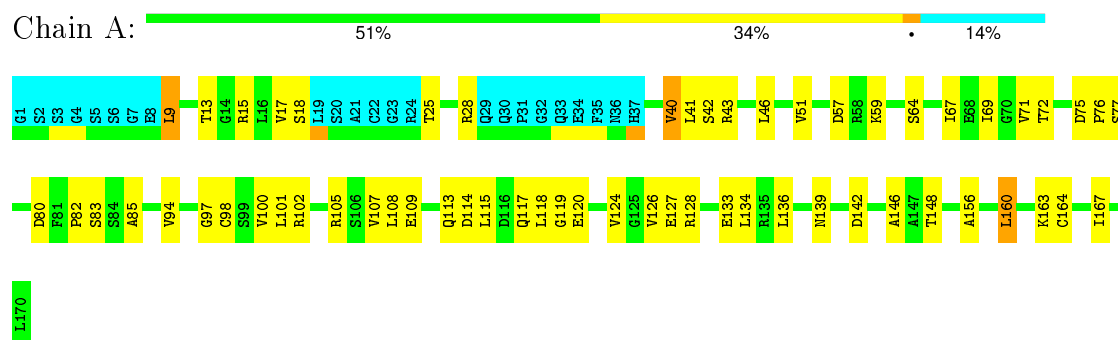 Chain A:
51% 34% • 14%
G1 S2 S3 G4 S5 S6 G7 E8 L9 T13 G14 R15 L16 V17 S18 L19 S20 A21 C22 G23 R24 T25 R28 Q29 Q30 P31 G32 Q33 E34 F35 N36 H37 V40 L41 S42 R43 L46 V51 D57 R58 K59 S64 I67 E68 I69 G70 V71 T72 D75 P76 S77
D80 F81 P82 S83 S84 A85 V94 G97 C98 S99 V100 L101 R102 R105 S106 V107 L108 E109 Q113 D114 L115 D116 Q117 L118 G119 E120 V124 G125 V126 E127 R128 E133 L134 R135 L136 N139 D142 A146 A147 T148 A156 L160 K163 C164 I167
L170